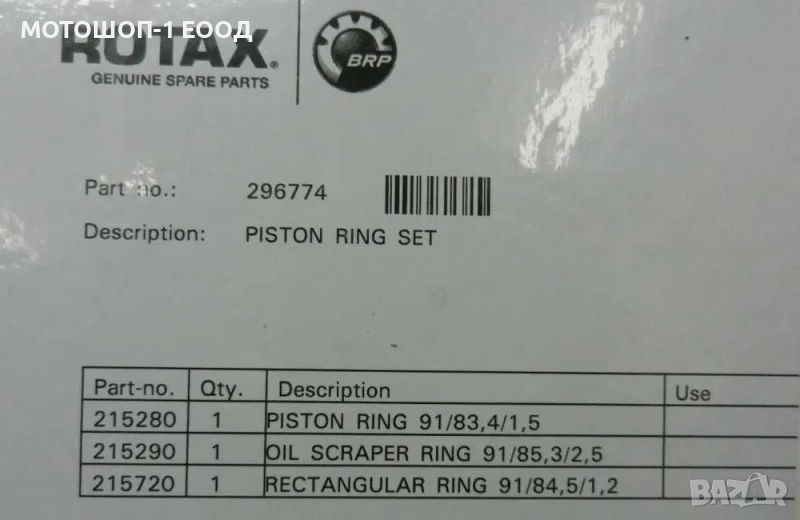 МОТОШОП-1 ЕООД
ROTAX®
GENUINE SPARE PARTS
BRP
Part no.: 296774
Description: PISTON RING SET
Part-no. Qty. Description Use
215280 1 PISTON RING 91/83,4/1,5
215290 1 OIL SCRAPER RING 91/85,3/2,5
215720 1 RECTANGULAR RING 91/84,5/1,2
BAZAR